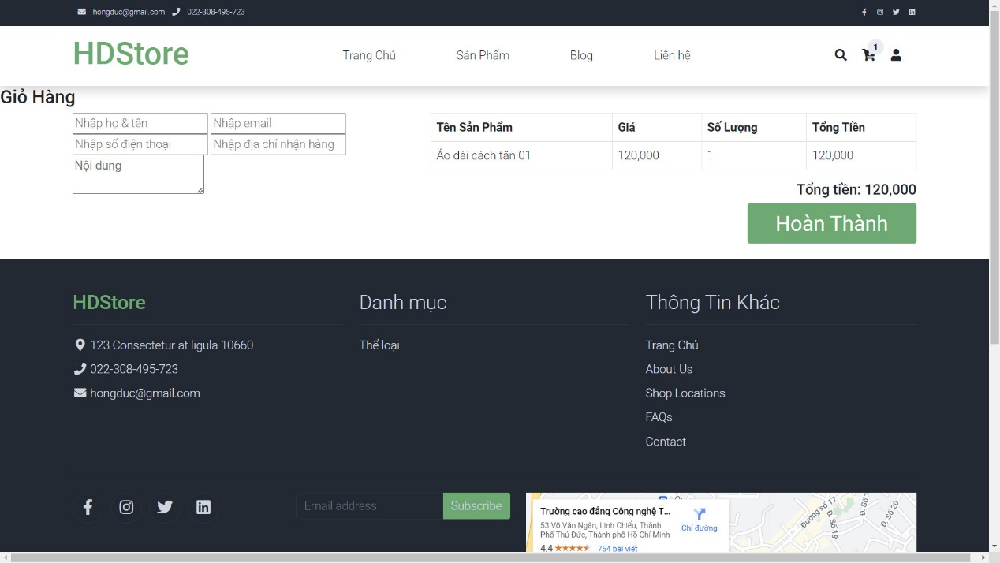 hongduc@gmail.com 022-308-495-723
HDStore Trang Chủ Sản Phẩm Blog Liên hệ 1
Giỏ Hàng
Nhập họ & tên Nhập email
Nhập số điện thoại Nhập địa chỉ nhận hàng
Nội dung
Tên Sản Phẩm Giá Số Lượng Tổng Tiền
Áo dài cách tân 01 120,000 1 120,000
Tổng tiền: 120,000
Hoàn Thành
HDStore Danh mục Thông Tin Khác
123 Consectetur at ligula 10660 Thể loại Trang Chủ
022-308-495-723 About Us
hongduc@gmail.com Shop Locations
FAQs
Contact
Email address Subscribe
Trường cao đẳng Công nghệ T...
53 Võ Văn Ngân, Linh Chiểu, Thành
Phố Thủ Đức, Thành phố Hồ Chí Minh
4,4 754 bài viết
Chỉ đường
Đường số 17
Đ. Số 18
Đ. Số 1
Đ. Số 20